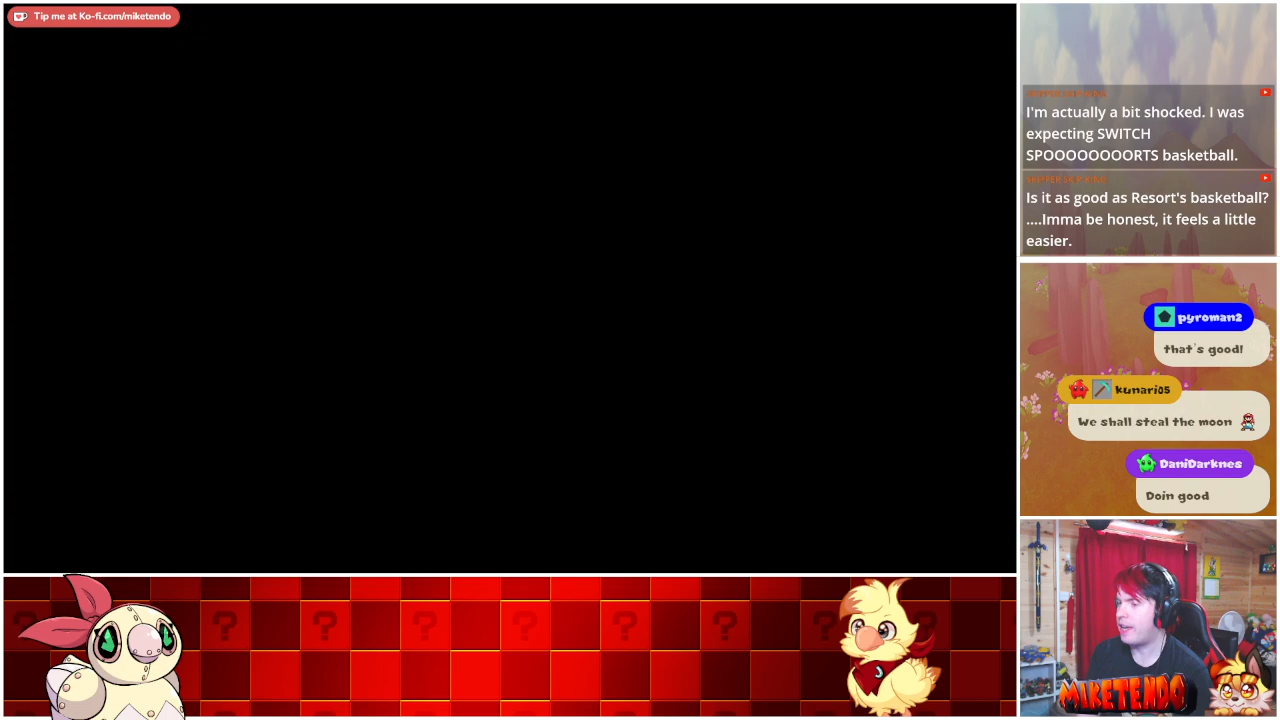 Tip me at Ko-fi.com/miketendo
I'm actually a bit shocked. I was
expecting SWITCH
SPOOOOOOOORTS basketball.
Is it as good as Resort's basketball?
....Imma be honest, it feels a little
easier.
pyroman2
that's good!
kunari05
We shall steal the moon
DaniDarknes
Doin good
? ? ? ? ? ? ? ?
MIKETENDO